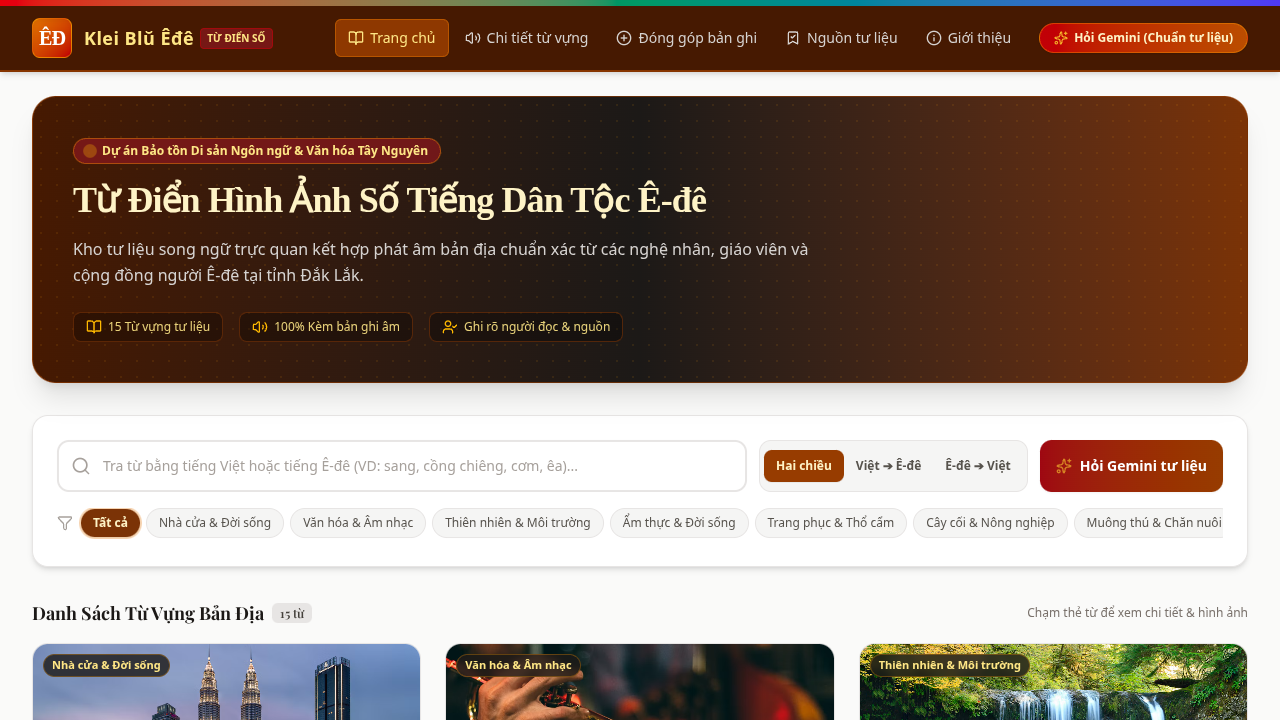 ÊĐ
Klei Blŭ Êđê
TỪ ĐIỂN SỐ
Trang chủ
Chi tiết từ vựng
Đóng góp bản ghi
Nguồn tư liệu
Giới thiệu
Hỏi Gemini (Chuẩn tư liệu)
Dự án Bảo tồn Di sản Ngôn ngữ & Văn hóa Tây Nguyên
Từ Điển Hình Ảnh Số Tiếng Dân Tộc Ê-đê
Kho tư liệu song ngữ trực quan kết hợp phát âm bản địa chuẩn xác từ các nghệ nhân, giáo viên và
cộng đồng người Ê-đê tại tỉnh Đắk Lắk.
15 Từ vựng tư liệu
100% Kèm bản ghi âm
Ghi rõ người đọc & nguồn
Tra từ bằng tiếng Việt hoặc tiếng Ê-đê (VD: sang, cồng chiêng, cơm, êa)...
Hai chiều
Việt ➔ Ê-đê
Ê-đê ➔ Việt
Hỏi Gemini tư liệu
Tất cả
Nhà cửa & Đời sống
Văn hóa & Âm nhạc
Thiên nhiên & Môi trường
Ẩm thực & Đời sống
Trang phục & Thổ cẩm
Cây cối & Nông nghiệp
Muông thú & Chăn nuôi
Danh Sách Từ Vựng Bản Địa
15 từ
Chạm thẻ từ để xem chi tiết & hình ảnh
Nhà cửa & Đời sống
Văn hóa & Âm nhạc
Thiên nhiên & Môi trường